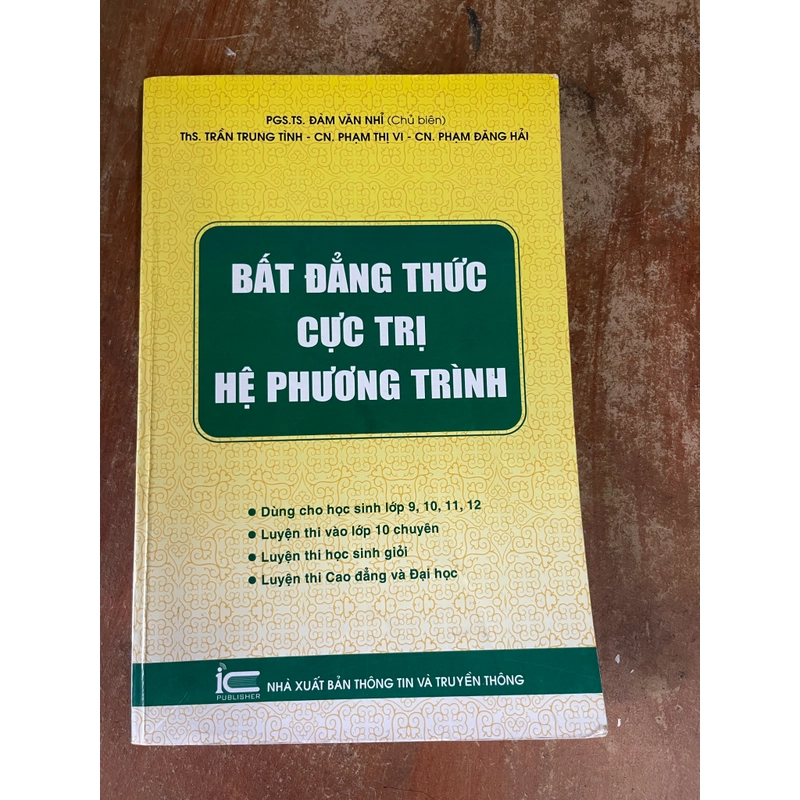 PGS.TS. ĐÀM VĂN NHỈ (Chủ biên)
ThS. TRẦN TRUNG TÌNH - CN. PHẠM THỊ VI - CN. PHẠM ĐĂNG HẢI
BẤT ĐẲNG THỨC
CỰC TRỊ
HỆ PHƯƠNG TRÌNH
• Dùng cho học sinh lớp 9, 10, 11, 12
• Luyện thi vào lớp 10 chuyên
• Luyện thi học sinh giỏi
• Luyện thi Cao đẳng và Đại học
ic PUBLISHER NHÀ XUẤT BẢN THÔNG TIN VÀ TRUYỀN THÔNG